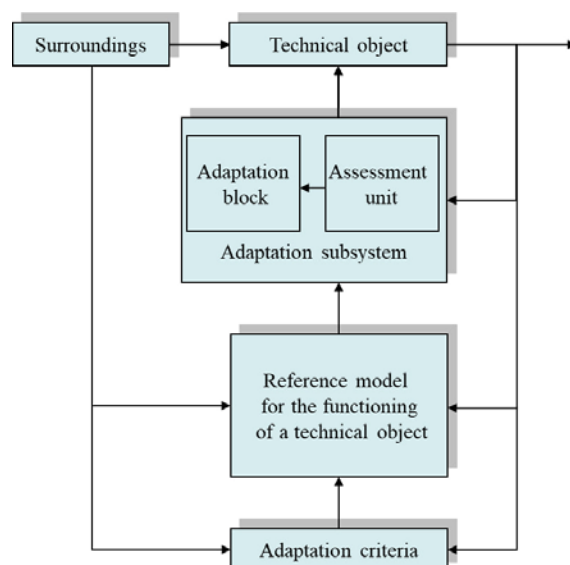 Surroundings
Technical object
Adaptation
block
Assessment
unit
Adaptation subsystem
Reference model
for the functioning
of a technical object
Adaptation criteria